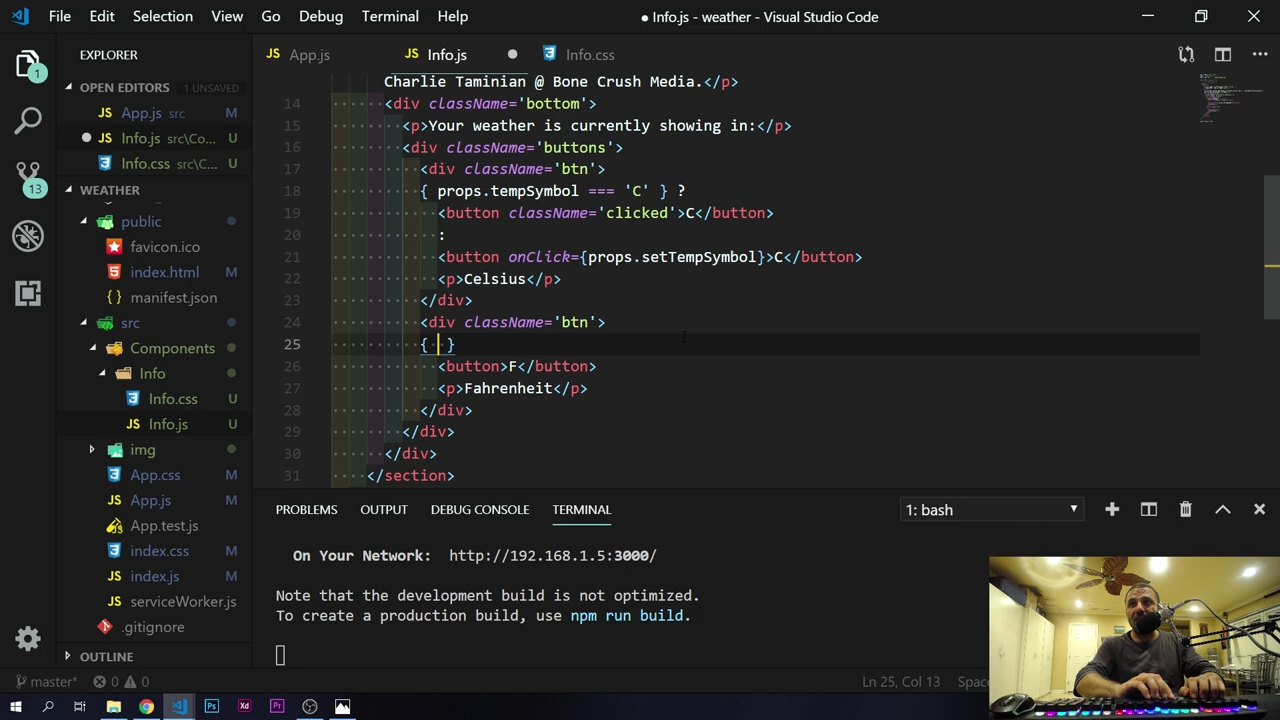 File Edit Selection View Go Debug Terminal Help
● Info.js - weather - Visual Studio Code
EXPLORER
OPEN EDITORS 1 UNSAVED
App.js src M
Info.js src\Co... U
Info.css src\C... U
WEATHER
public
favicon.ico
index.html M
manifest.json
src
Components
Info
Info.css U
Info.js U
img
App.css M
App.js M
App.test.js
index.css M
index.js M
serviceWorker.js
.gitignore
OUTLINE
1
13
JS App.js
JS Info.js
Info.css
Charlie Taminian @ Bone Crush Media.</p>
14 <div className='bottom'>
15 <p>Your weather is currently showing in:</p>
16 <div className='buttons'>
17 <div className='btn'>
18 { props.tempSymbol === 'C' } ?
19 <button className='clicked'>C</button>
20 :
21 <button onClick={props.setTempSymbol}>C</button>
22 <p>Celsius</p>
23 </div>
24 <div className='btn'>
25 { }
26 <button>F</button>
27 <p>Fahrenheit</p>
28 </div>
29 </div>
30 </div>
31 </section>
PROBLEMS OUTPUT DEBUG CONSOLE TERMINAL
1: bash
On Your Network: http://192.168.1.5:3000/
Note that the development build is not optimized.
To create a production build, use npm run build.
master* 0 0
Ln 25, Col 13 Spac
Ps Xd Pr